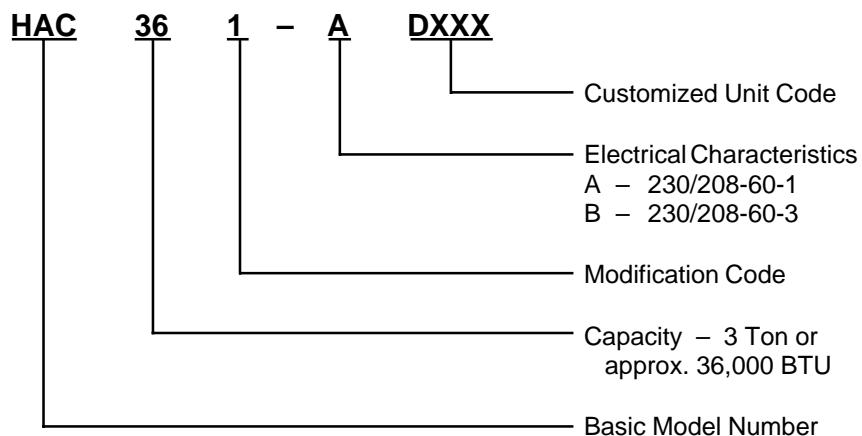 HAC 36 1 – A DXXX
Customized Unit Code
Electrical Characteristics
A – 230/208-60-1
B – 230/208-60-3
Modification Code
Capacity – 3 Ton or
approx. 36,000 BTU
Basic Model Number